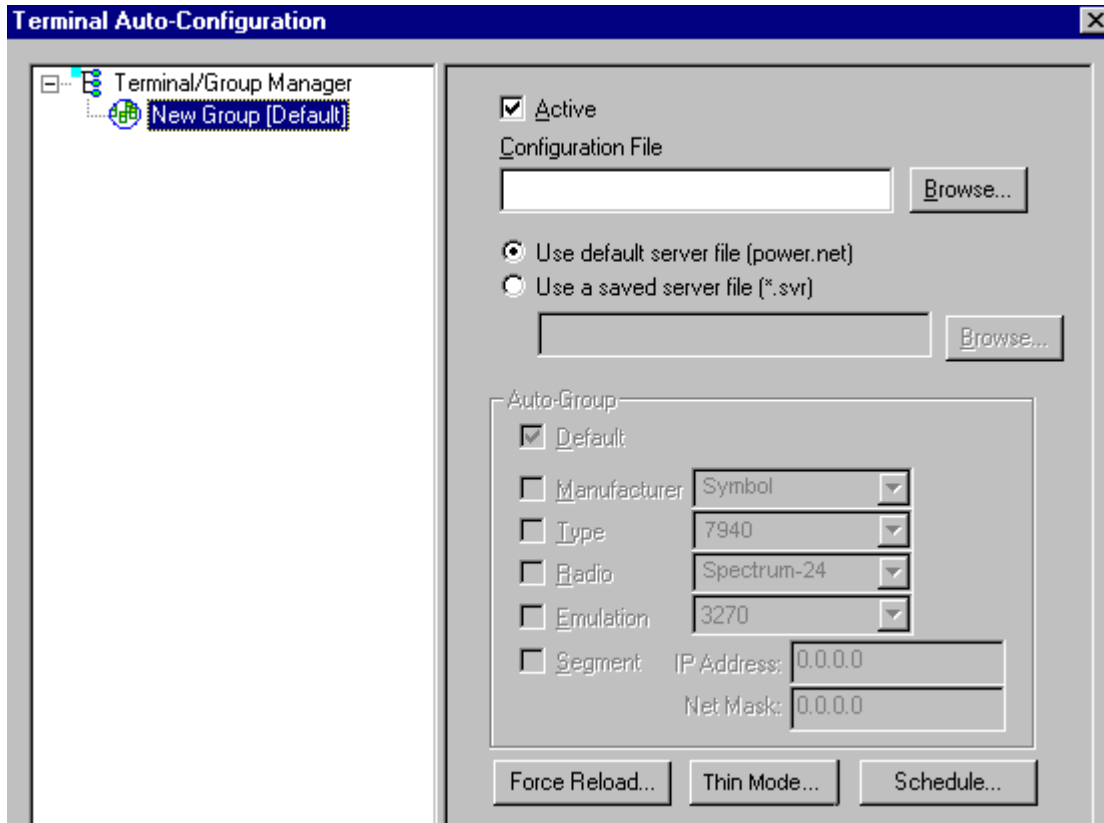 Terminal Auto-Configuration
Terminal/Group Manager
New Group [Default]
Active
Configuration File
Browse...
Use default server file (power.net)
Use a saved server file (*.svr)
Browse...
Auto-Group
Default
Manufacturer Symbol
Type 7940
Radio Spectrum-24
Emulation 3270
Segment IP Address: 0.0.0.0
Net Mask: 0.0.0.0
Force Reload... Thin Mode... Schedule...